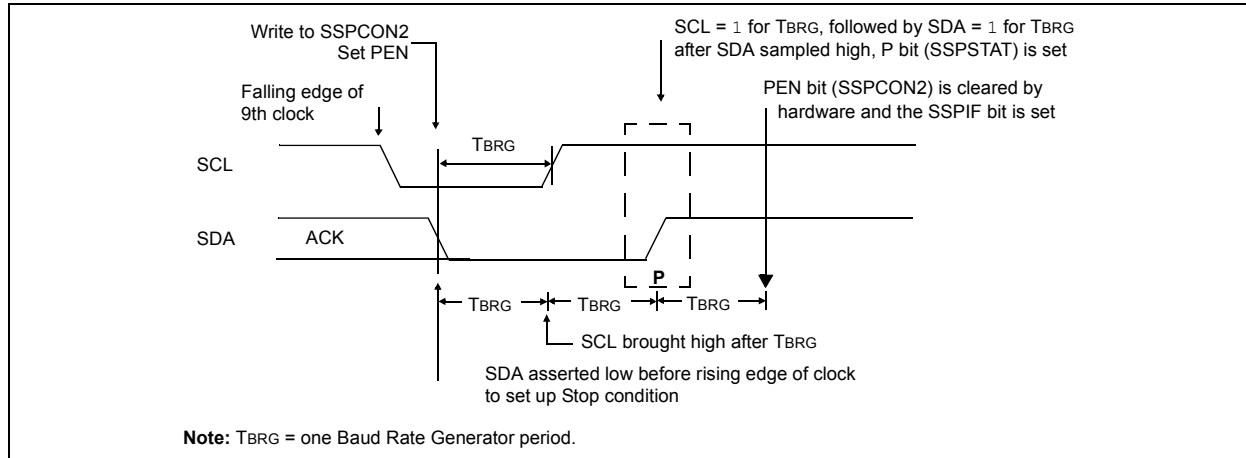 Write to SSPCON2
Set PEN
SCL = 1 for TBRG, followed by SDA = 1 for TBRG
after SDA sampled high, P bit (SSPSTAT) is set
Falling edge of
9th clock
PEN bit (SSPCON2) is cleared by
hardware and the SSPIF bit is set
TBRG
SCL
SDA
ACK
P
TBRG
TBRG
TBRG
SCL brought high after TBRG
SDA asserted low before rising edge of clock
to set up Stop condition
Note: TBRG = one Baud Rate Generator period.